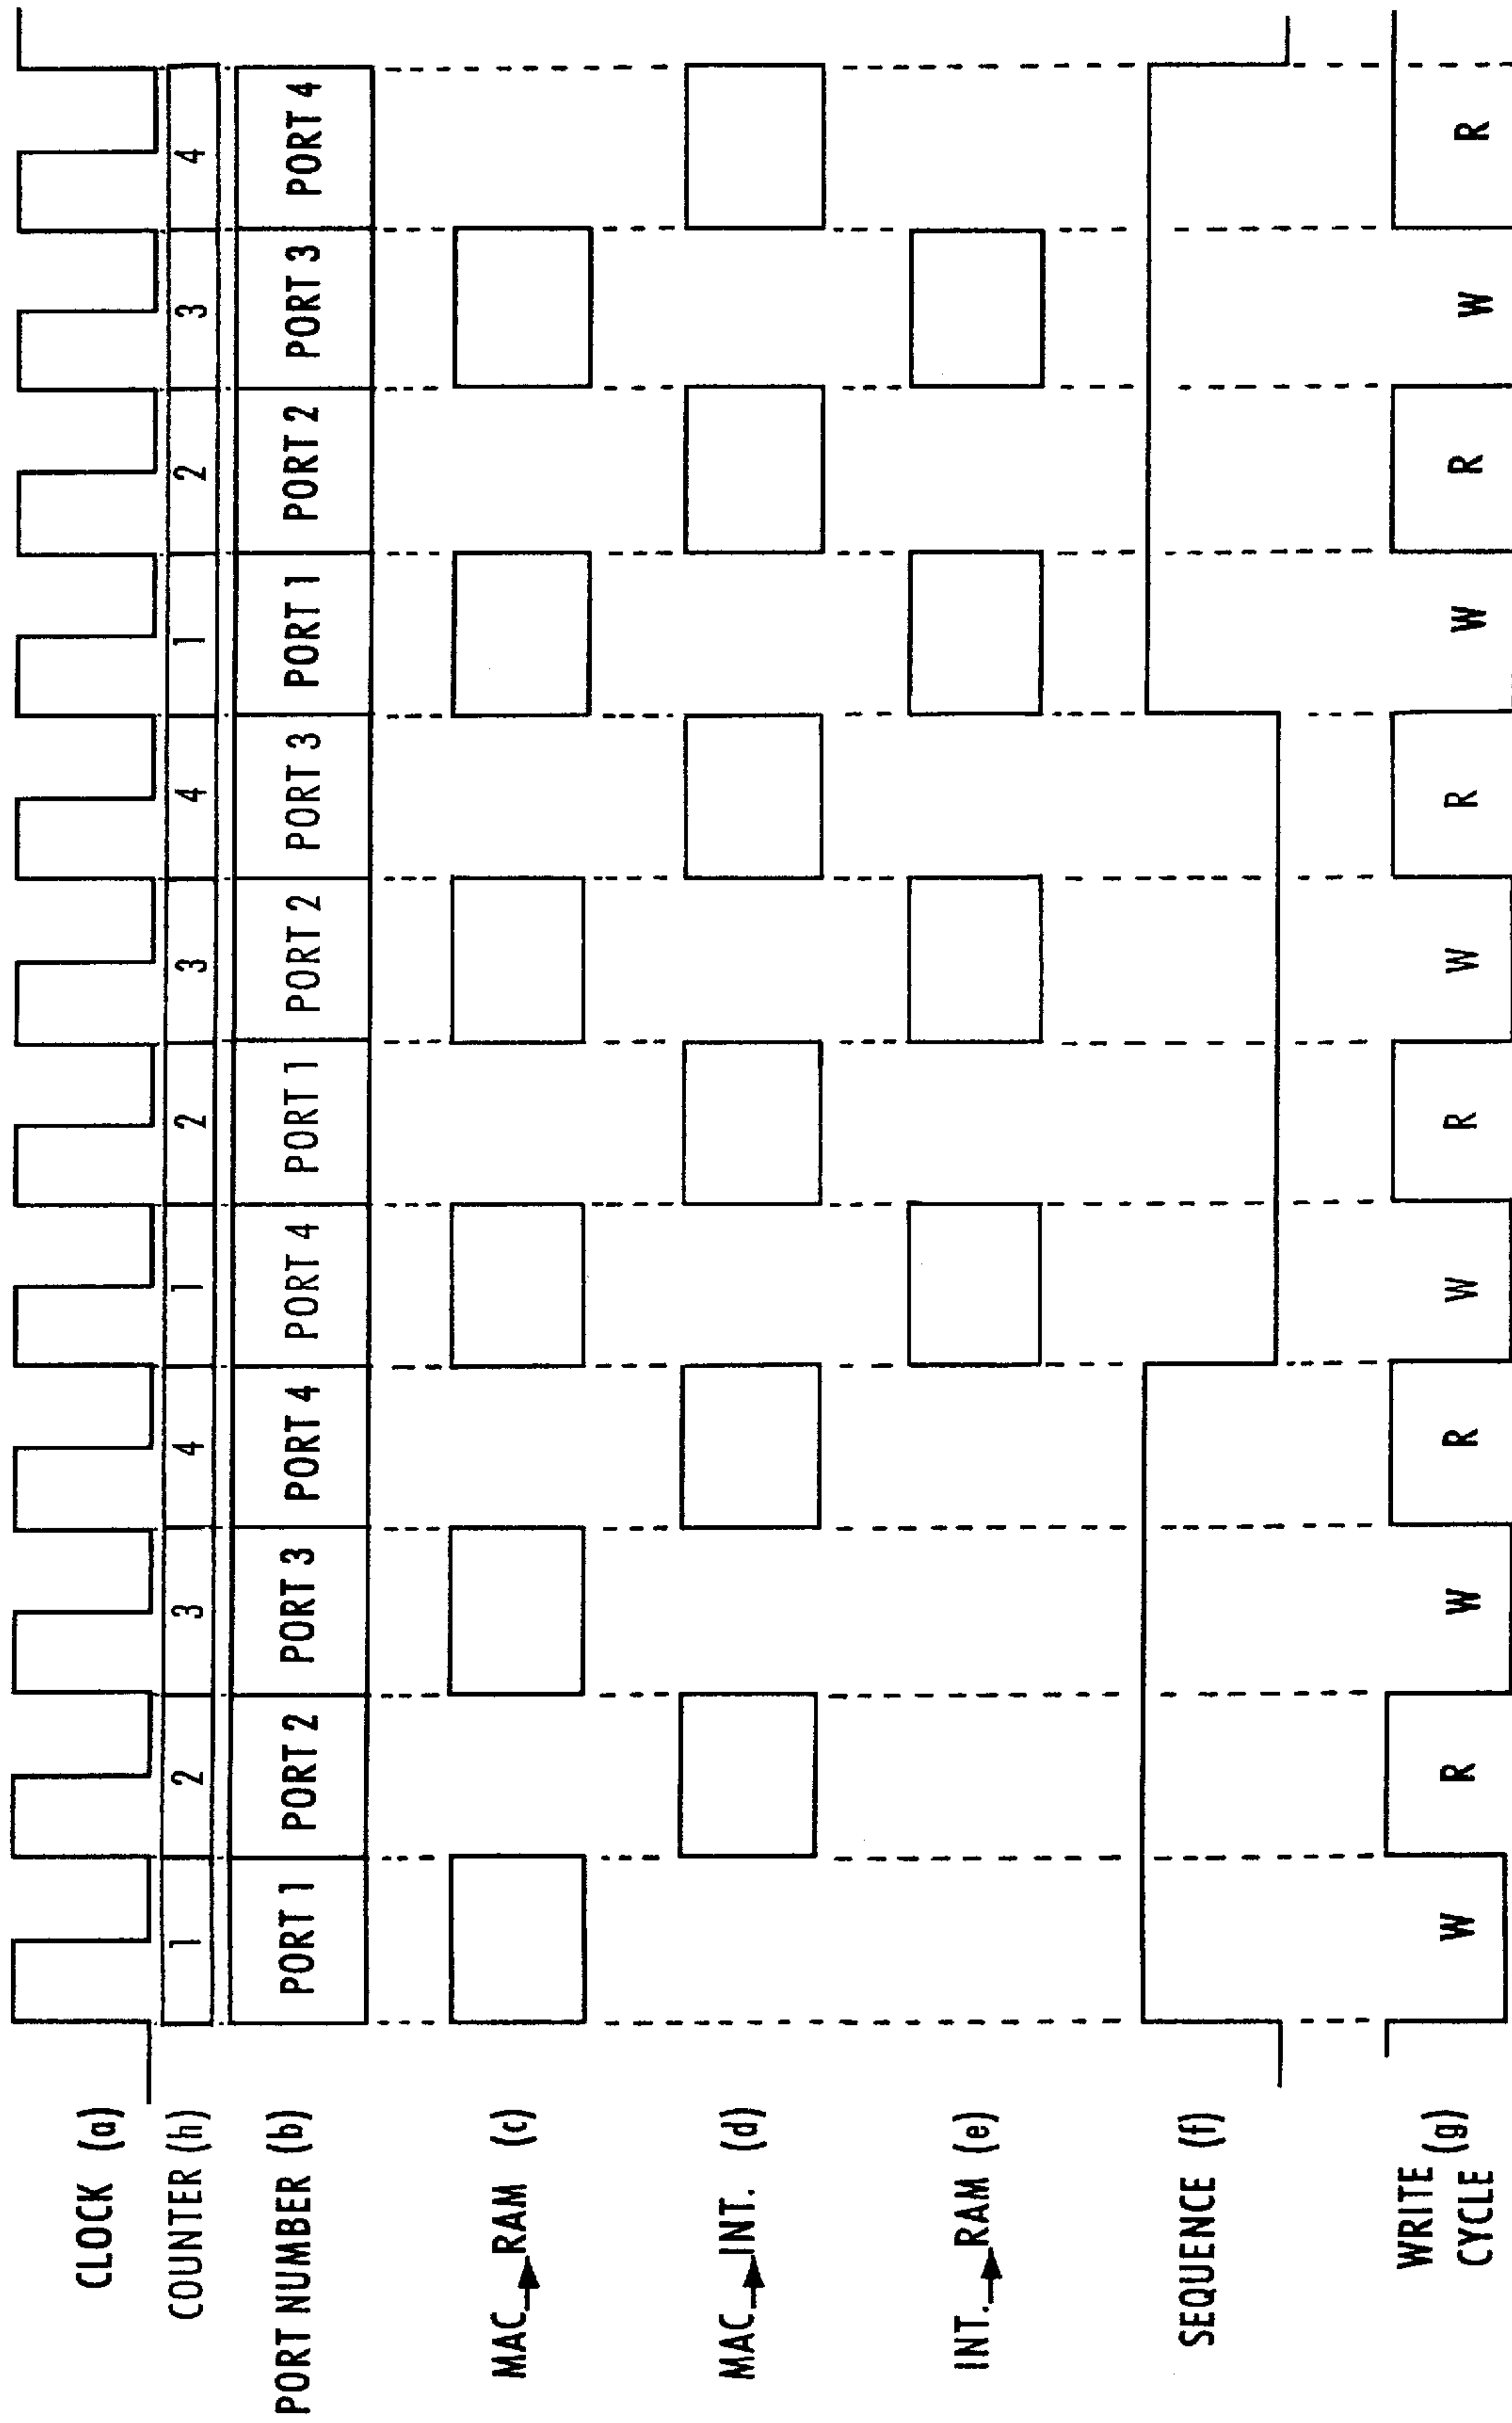 CLOCK (a)
COUNTER (h) 1 2 3 4 1 2 3 4 1 2 3 4
PORT NUMBER (b) PORT 1 PORT 2 PORT 3 PORT 4 PORT 4 PORT 1 PORT 2 PORT 3 PORT 1 PORT 2 PORT 3 PORT 4
MAC→RAM (c)
MAC→INT. (d)
INT.→RAM (e)
SEQUENCE (f)
WRITE CYCLE (g) W R W R W R W R W R W R